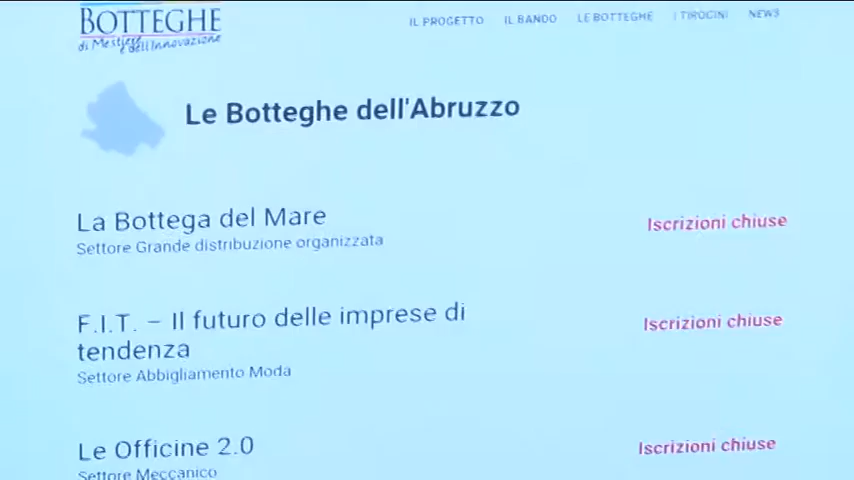 BOTTEGHE
di Mestiere
e dell'Innovazione
IL PROGETTO IL BANDO LE BOTTEGHE I TIROCINI NEWS
Le Botteghe dell'Abruzzo
La Bottega del Mare
Iscrizioni chiuse
Settore Grande distribuzione organizzata
F.I.T. – Il futuro delle imprese di
tendenza
Iscrizioni chiuse
Settore Abbigliamento Moda
Le Officine 2.0
Iscrizioni chiuse
Settore Meccanico